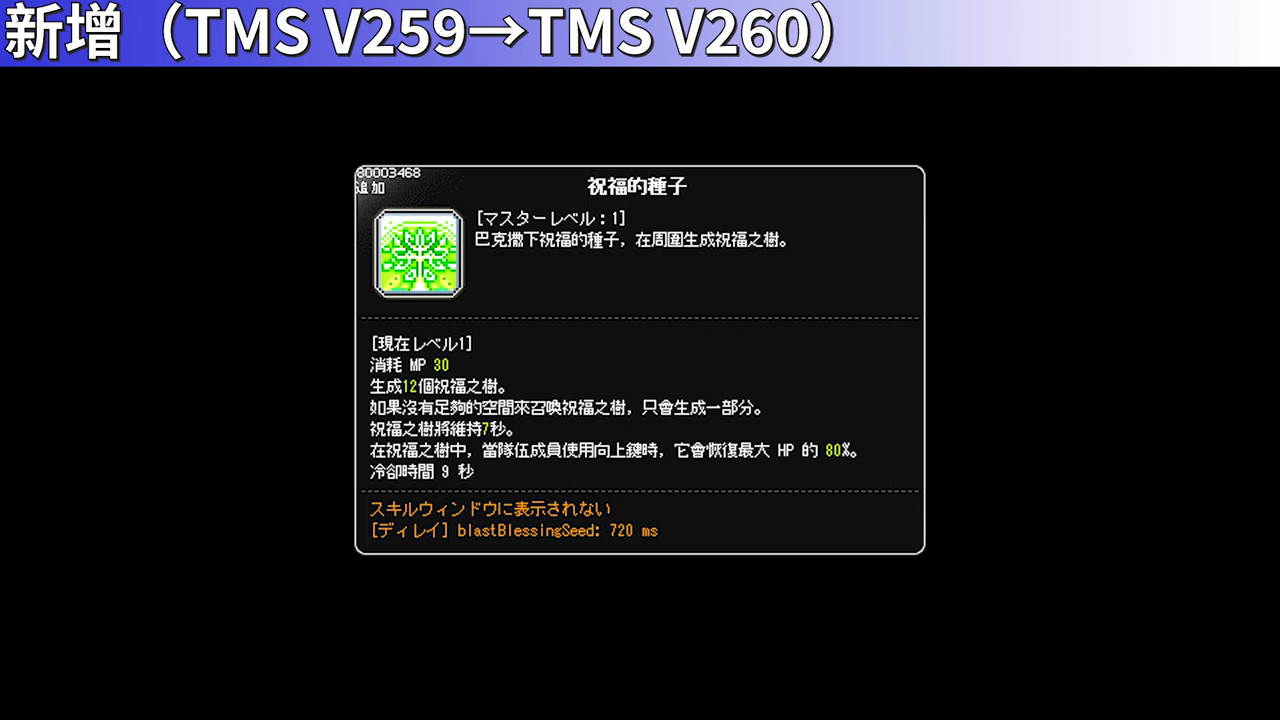 新增（TMS V259→TMS V260）
80003468
追加
祝福的種子
[マスターレベル：1]
巴克撒下祝福的種子，在周圍生成祝福之樹。
[現在レベル1]
消耗 MP 30
生成12個祝福之樹。
如果沒有足夠的空間來召喚祝福之樹，只會生成一部分。
祝福之樹將維持7秒。
在祝福之樹中，當隊伍成員使用向上鍵時，它會恢復最大 HP 的 80%。
冷卻時間 9 秒
スキルウィンドウに表示されない
[ディレイ] blastBlessingSeed: 720 ms